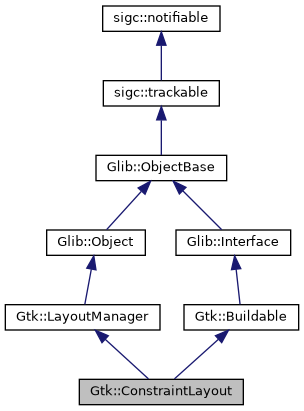 sigc::notifiable
sigc::trackable
Glib::ObjectBase
Glib::Object
Glib::Interface
Gtk::LayoutManager
Gtk::Buildable
Gtk::ConstraintLayout